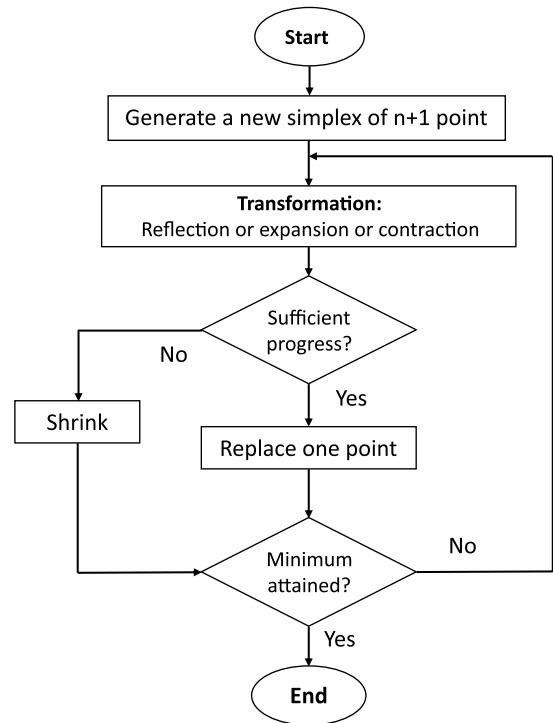 Start
Generate a new simplex of n+1 point
Transformation:
Reflection or expansion or contraction
Sufficient
progress?
No
Yes
Shrink
Replace one point
Minimum
attained?
No
Yes
End